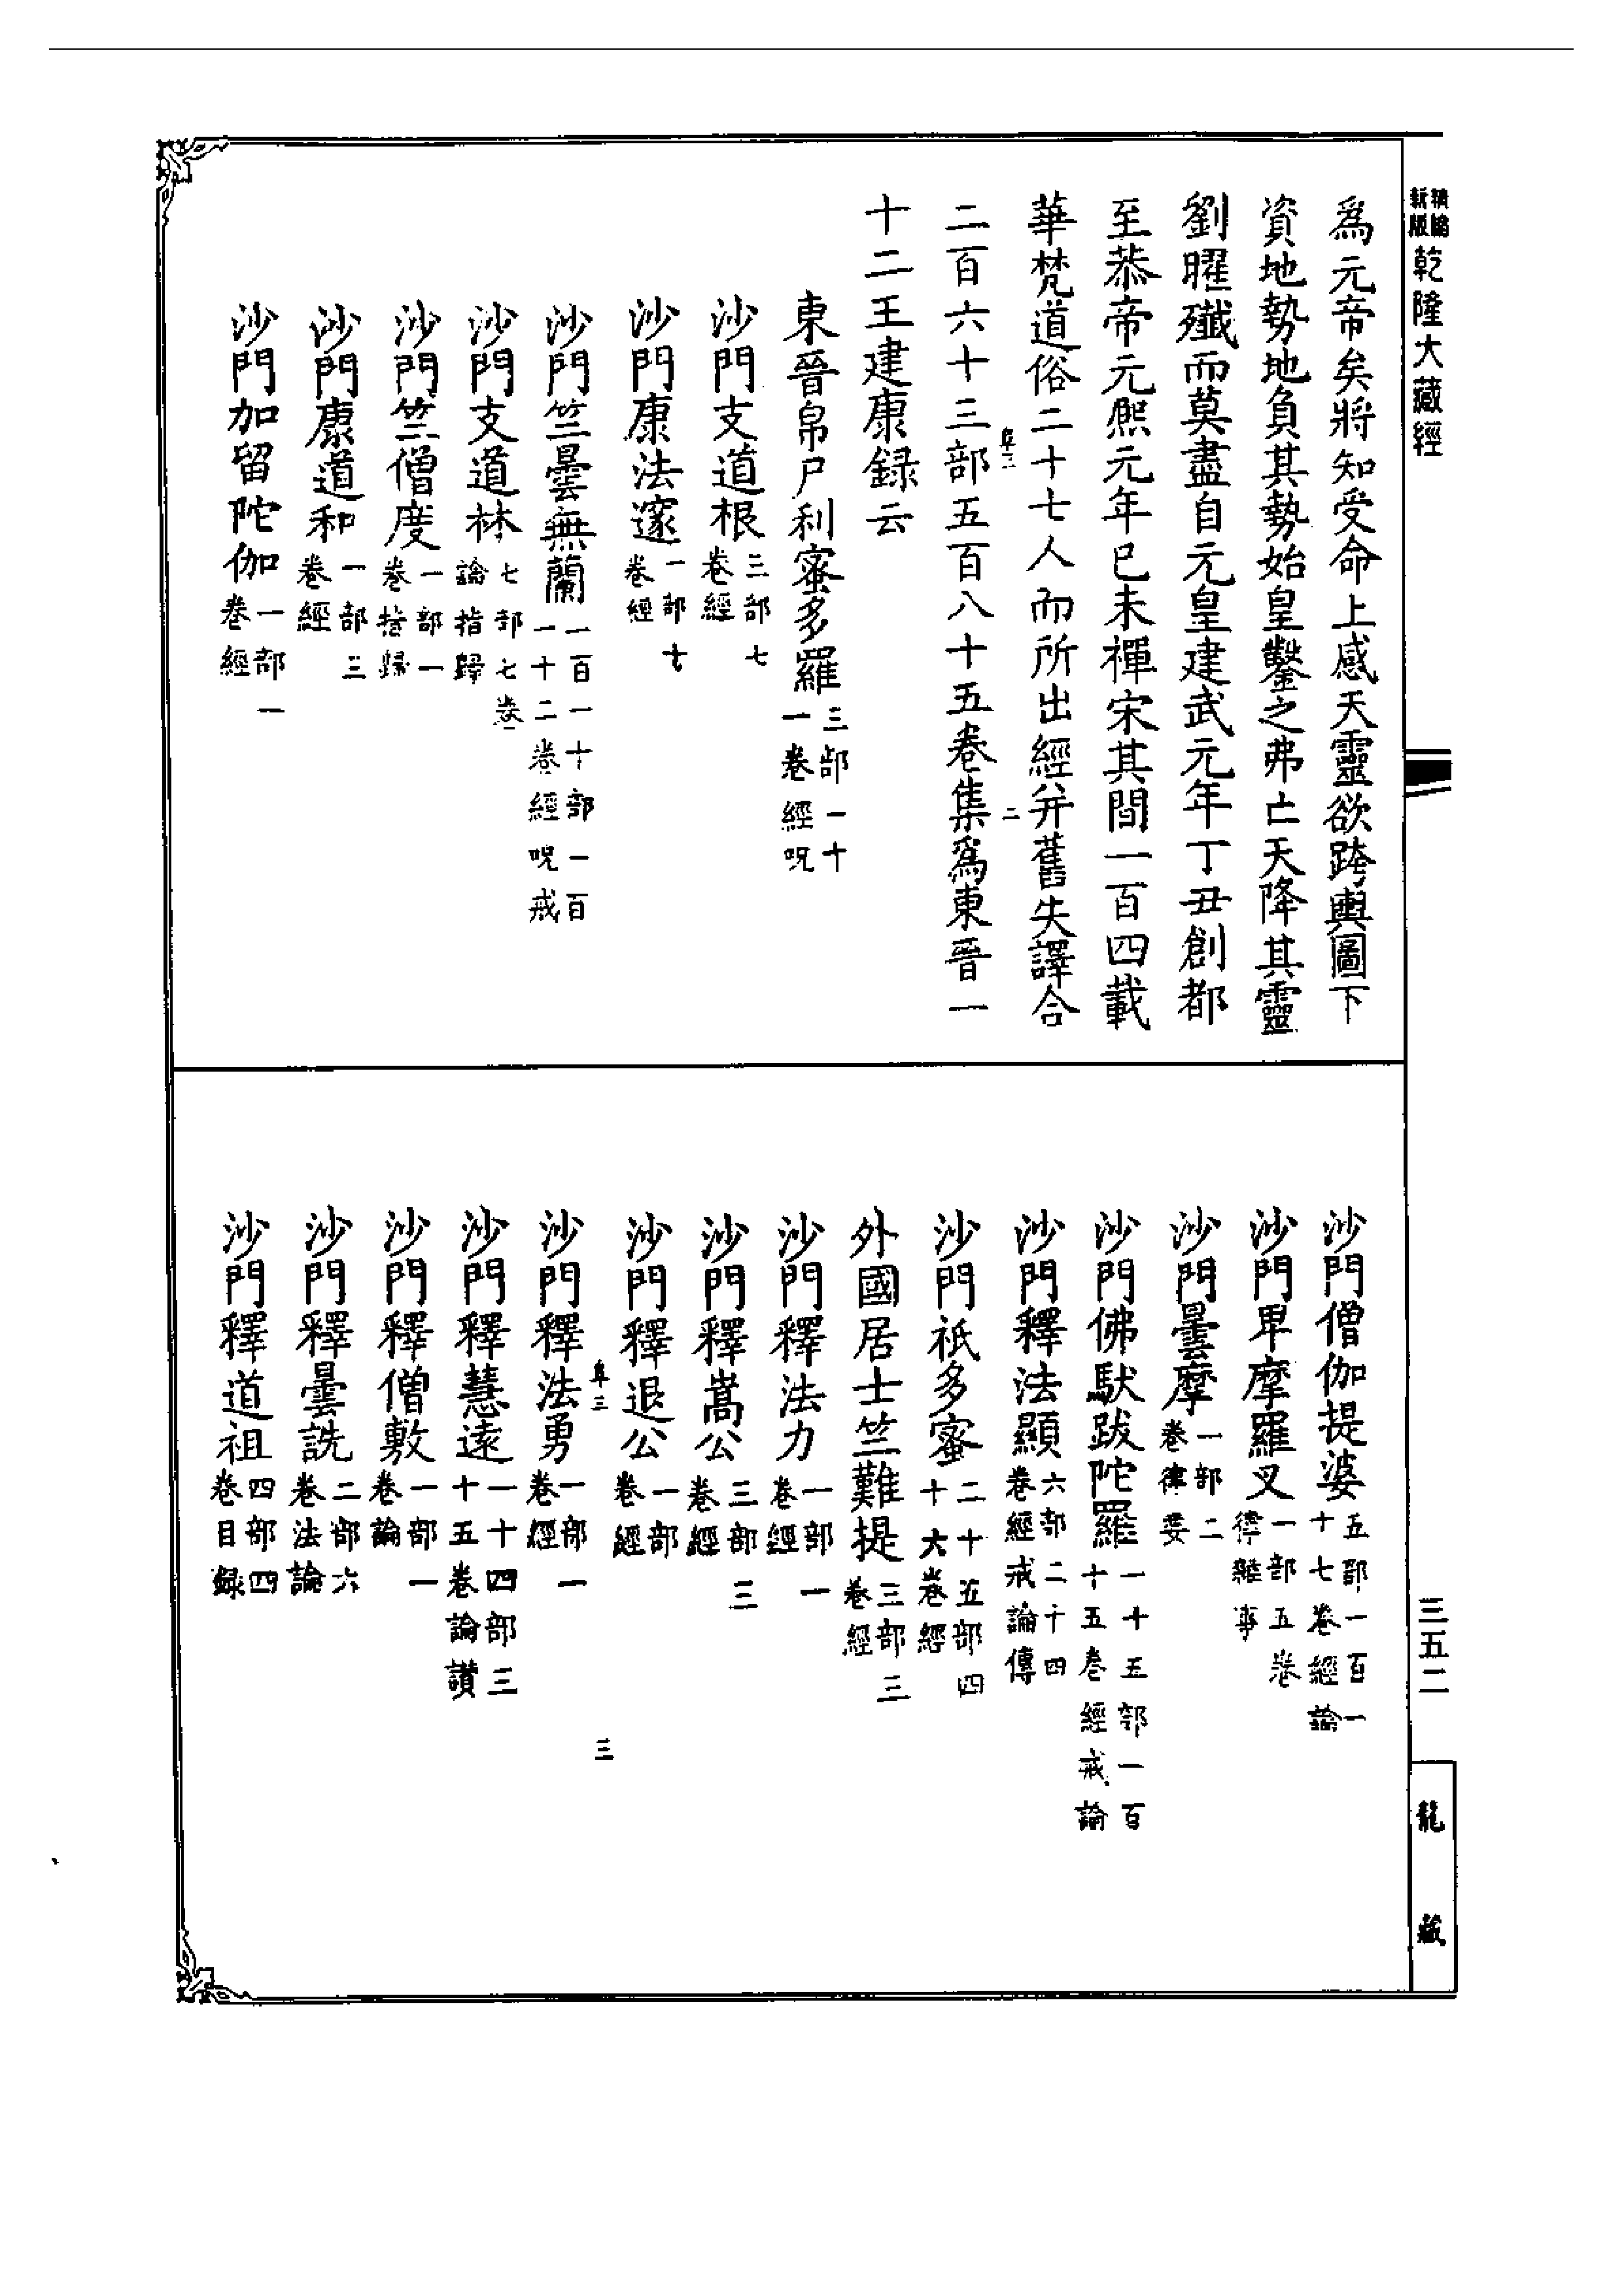 精編
新版
乾隆大藏經
為元帝矣將知受命上感天靈欲跨輿圖下
資地勢地負其勢始皇鑿之弗亡天降其靈
劉曜殲而莫盡自元皇建武元年丁丑創都
至恭帝元熈元年已未禪宋其間一百四載
華梵道俗二十七人而所出經并舊失譯合
阜二
二
二百六十三部五百八十五卷集爲東晉一
十二王建康録云
東晉帛尸利蜜多羅三部一十一卷經呪
沙門支道根三部七卷經
沙門康法邃一部十卷經
沙門竺曇無蘭一百一十部一百一十二卷經呪戒
沙門支道林七部七卷論指歸
沙門竺僧度一部一卷指歸
沙門康道和一部三卷經
沙門加留陀伽一部一卷經
沙門僧伽提婆五部一百一十七卷經論
沙門卑摩羅叉一部五卷律雜事
沙門曇摩一部二卷律要
沙門佛馱跋陀羅一十五部一百十五卷經戒論
沙門釋法顯六部二十四卷經戒論傳
沙門祇多蜜二十五部四十六卷經
外國居士竺難提三部三卷經
沙門釋法力一部一卷經
沙門釋嵩公三部三卷經
沙門釋退公一部卷經
阜三
三
沙門釋法勇一部一卷經
沙門釋慧遠一十四部三十五卷論讃
沙門釋僧敷一部一卷論
沙門釋曇詵二部六卷法論
沙門釋道祖四部四卷目録
三五二
龍藏